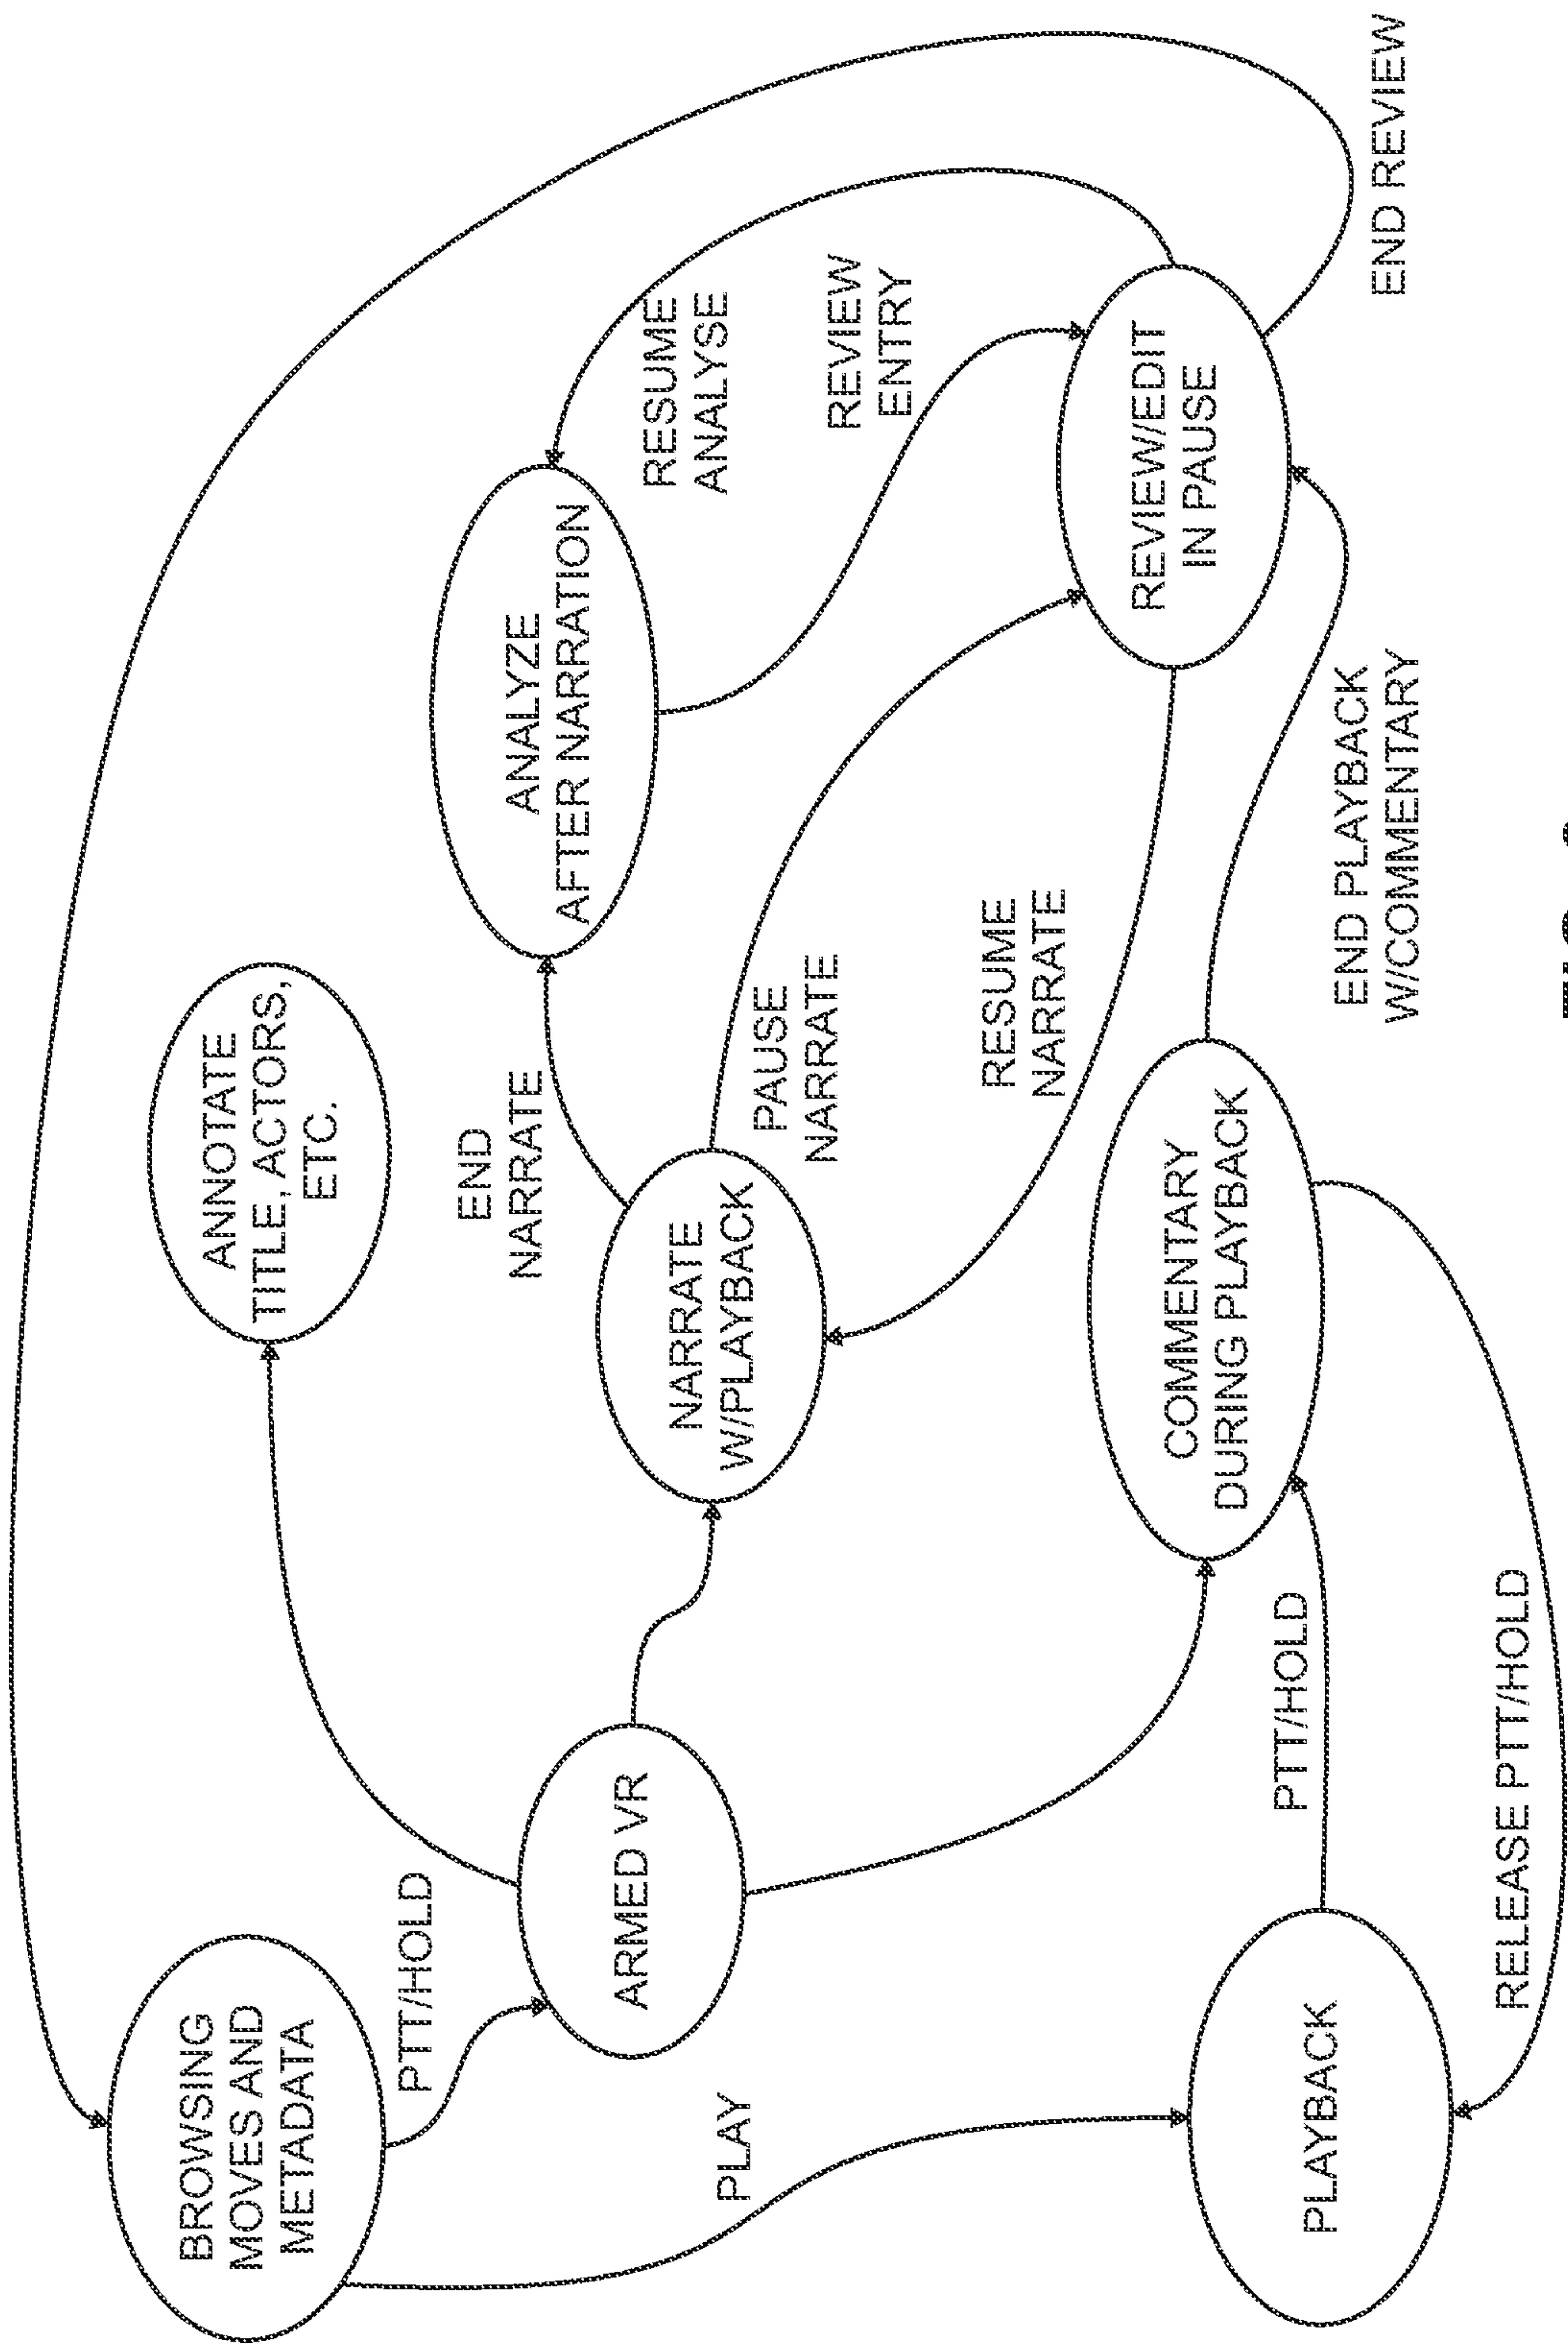 BROWSING
MOVES AND
METADATA
ANNOTATE
TITLE, ACTORS,
ETC.
PTT/HOLD
END
NARRATE
ANALYZE
AFTER NARRATION
ARMED VR
RESUME
ANALYSE
NARRATE
W/PLAYBACK
PLAY
PAUSE
NARRATE
REVIEW
ENTRY
RESUME
NARRATE
REVIEW/EDIT
IN PAUSE
COMMENTARY
DURING PLAYBACK
PTT/HOLD
PLAYBACK
END PLAYBACK
W/COMMENTARY
END REVIEW
RELEASE PTT/HOLD